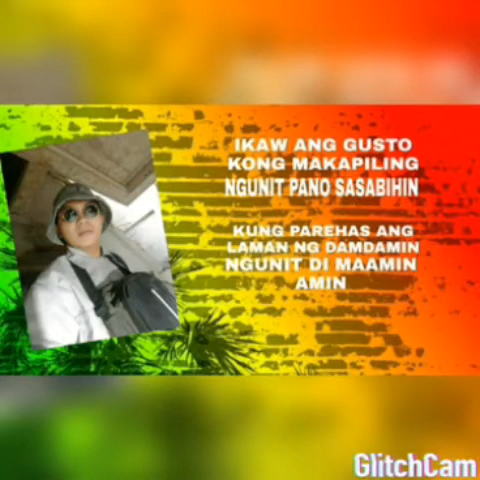 IKAW ANG GUSTO
KONG MAKAPILING
NGUNIT PANO SASABIHIN
KUNG PAREHAS ANG
LAMAN NG DAMDAMIN
NGUNIT DI MAAMIN
AMIN
GlitchCam